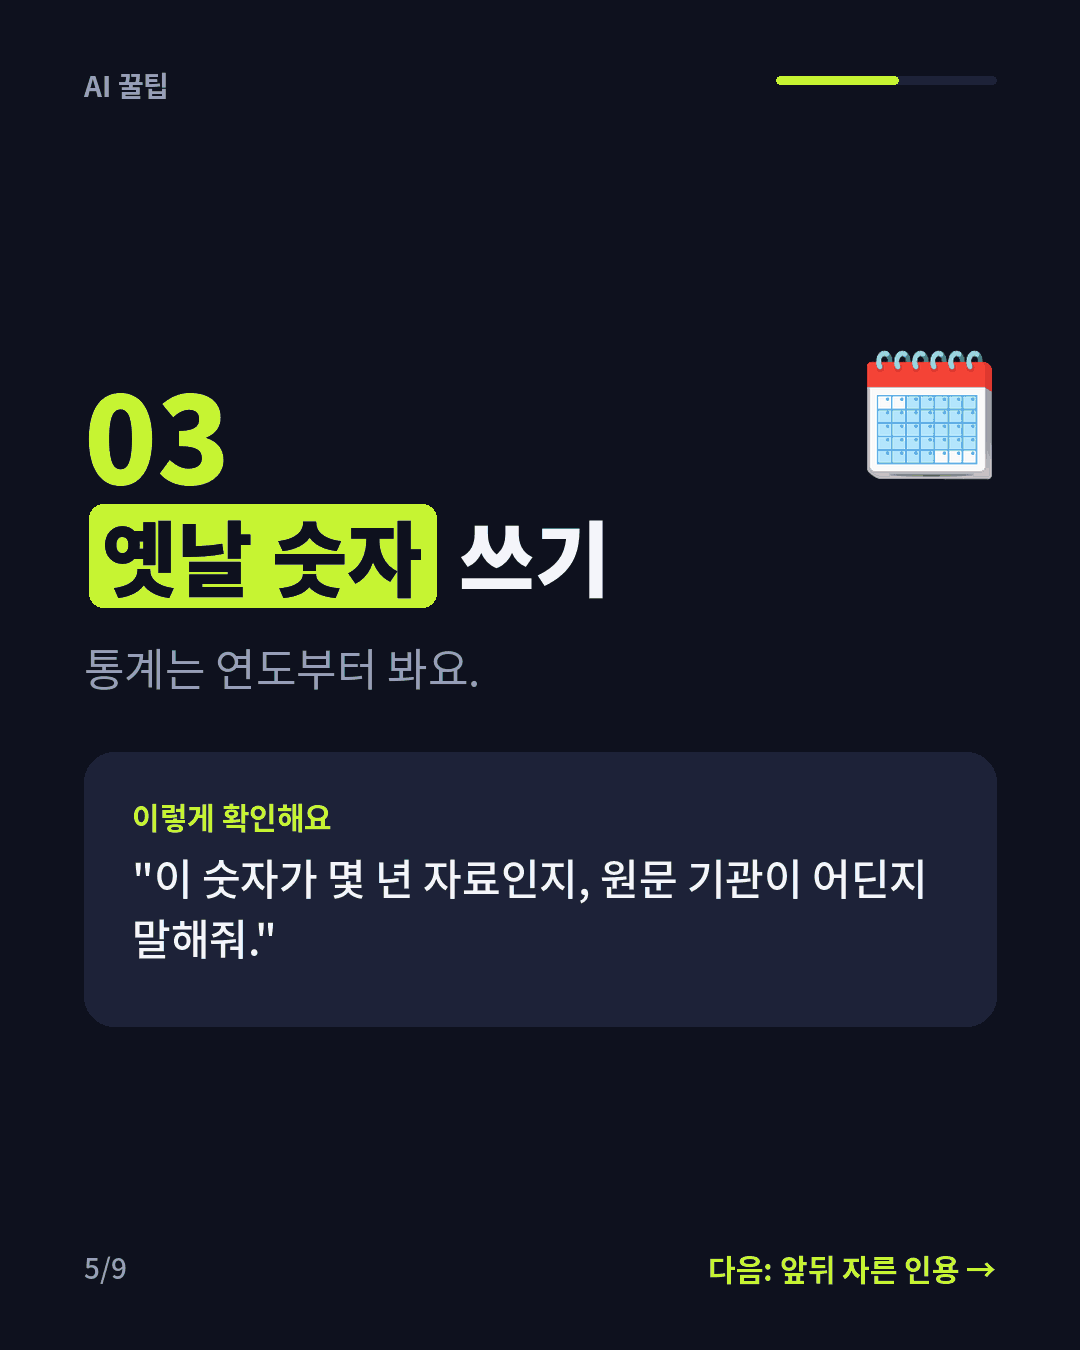 AI 꿀팁
03
옛날 숫자 쓰기
통계는 연도부터 봐요.
이렇게 확인해요
"이 숫자가 몇 년 자료인지, 원문 기관이 어딘지
말해줘."
5/9
다음: 앞뒤 자른 인용 →